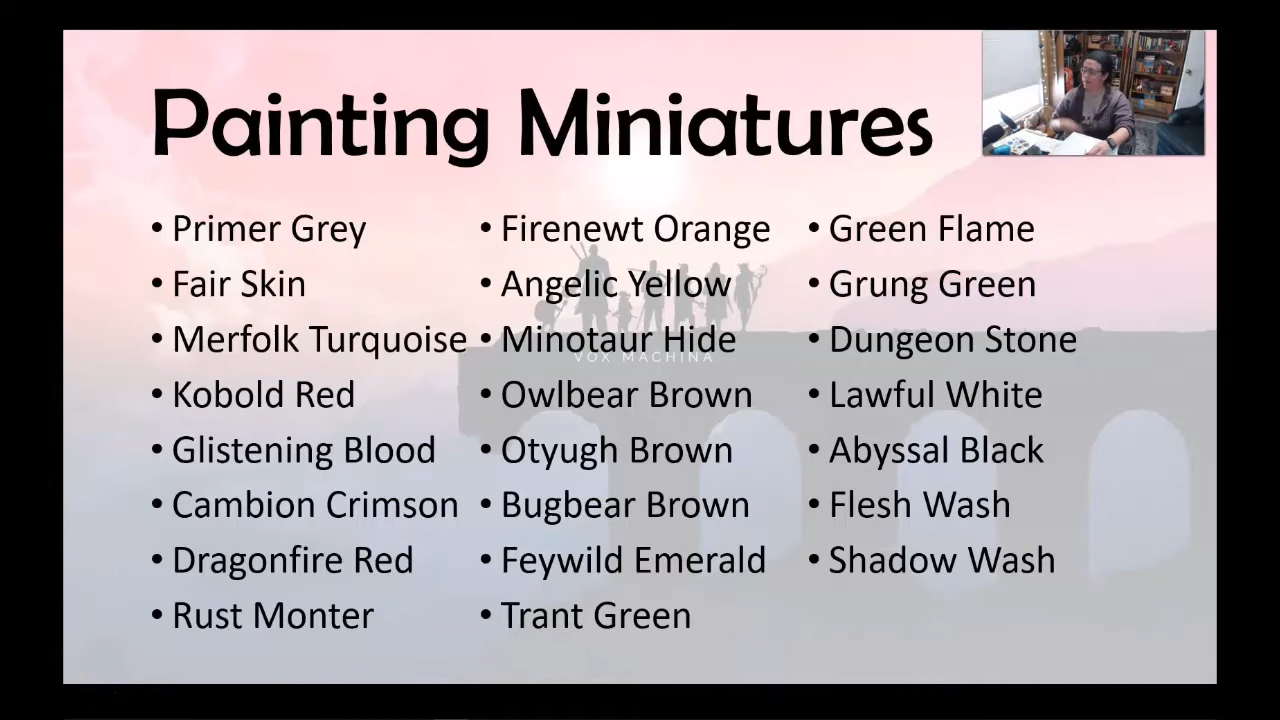 Painting Miniatures
• Primer Grey
• Fair Skin
• Merfolk Turquoise
• Kobold Red
• Glistening Blood
• Cambion Crimson
• Dragonfire Red
• Rust Monter
• Firenewt Orange
• Angelic Yellow
• Minotaur Hide
• Owlbear Brown
• Otyugh Brown
• Bugbear Brown
• Feywild Emerald
• Trant Green
• Green Flame
• Grung Green
• Dungeon Stone
• Lawful White
• Abyssal Black
• Flesh Wash
• Shadow Wash
VOX MACHINA